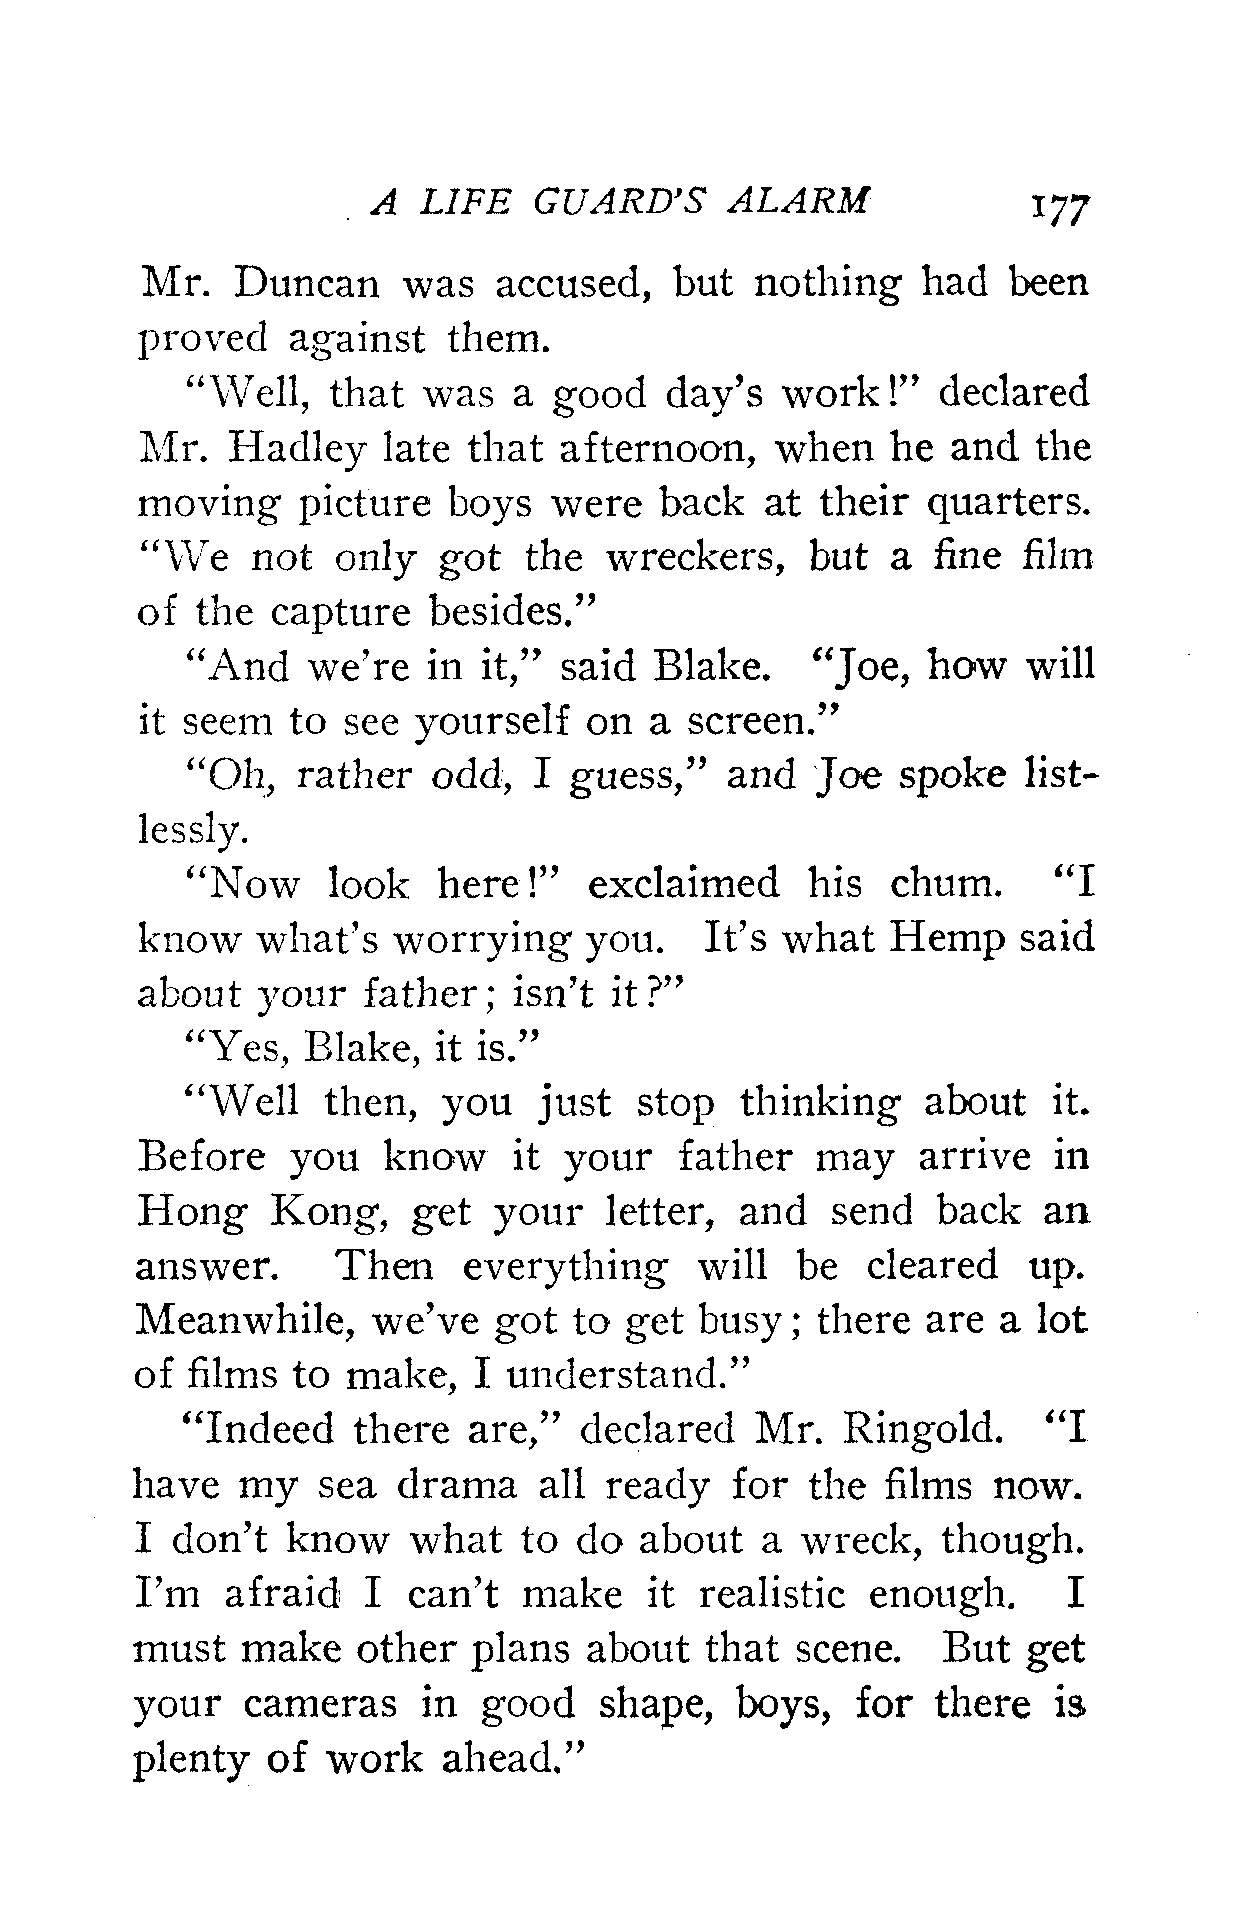 A LIFE GUARD'S ALARM 177
Mr. Duncan was accused, but nothing had been
proved against them.
“Well, that was a good day’s work!” declared
Mr. Hadley late that afternoon, when he and the
moving picture boys were back at their quarters.
“We not only got the wreckers, but a fine film
of the capture besides.”
“And we’re in it,” said Blake. “Joe, how will
it seem to see yourself on a screen.”
“Oh, rather odd, I guess,” and Joe spoke list-
lessly.
“Now look here!” exclaimed his chum. “I
know what’s worrying you. It’s what Hemp said
about your father; isn’t it?”
“Yes, Blake, it is.”
“Well then, you just stop thinking about it.
Before you know it your father may arrive in
Hong Kong, get your letter, and send back an
answer. Then everything will be cleared up.
Meanwhile, we’ve got to get busy; there are a lot
of films to make, I understand.”
“Indeed there are,” declared Mr. Ringold. “I
have my sea drama all ready for the films now.
I don’t know what to do about a wreck, though.
I’m afraid I can’t make it realistic enough. I
must make other plans about that scene. But get
your cameras in good shape, boys, for there is
plenty of work ahead.”